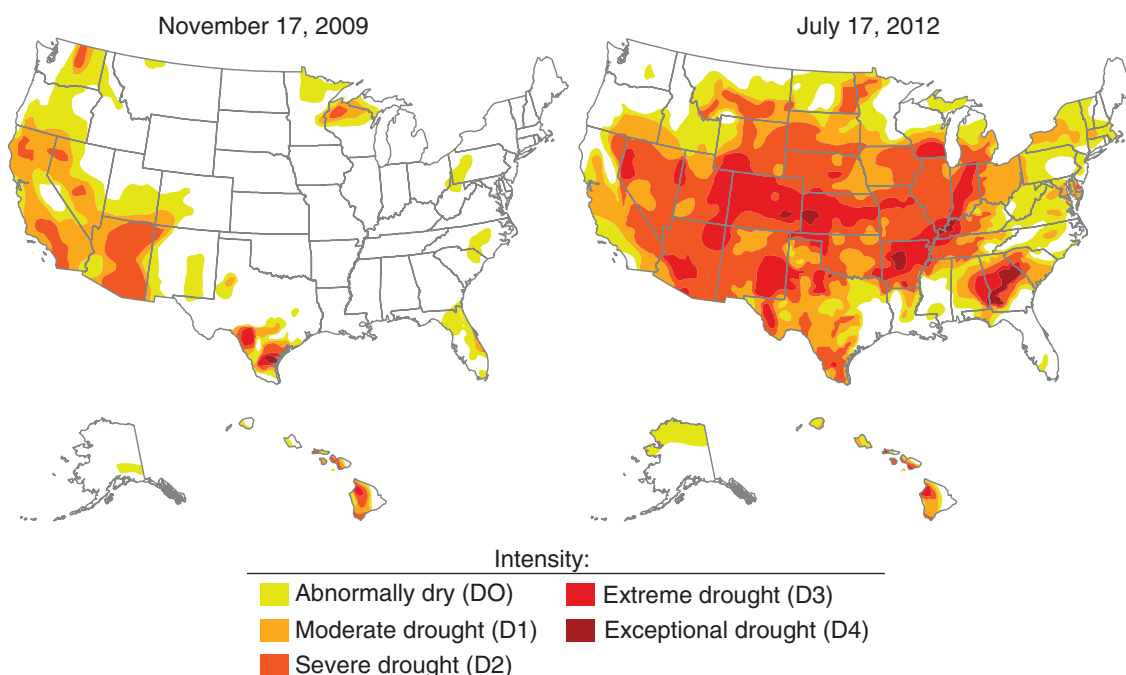 November 17, 2009
July 17, 2012
Intensity:
Abnormally dry (DO)
Moderate drought (D1)
Severe drought (D2)
Extreme drought (D3)
Exceptional drought (D4)